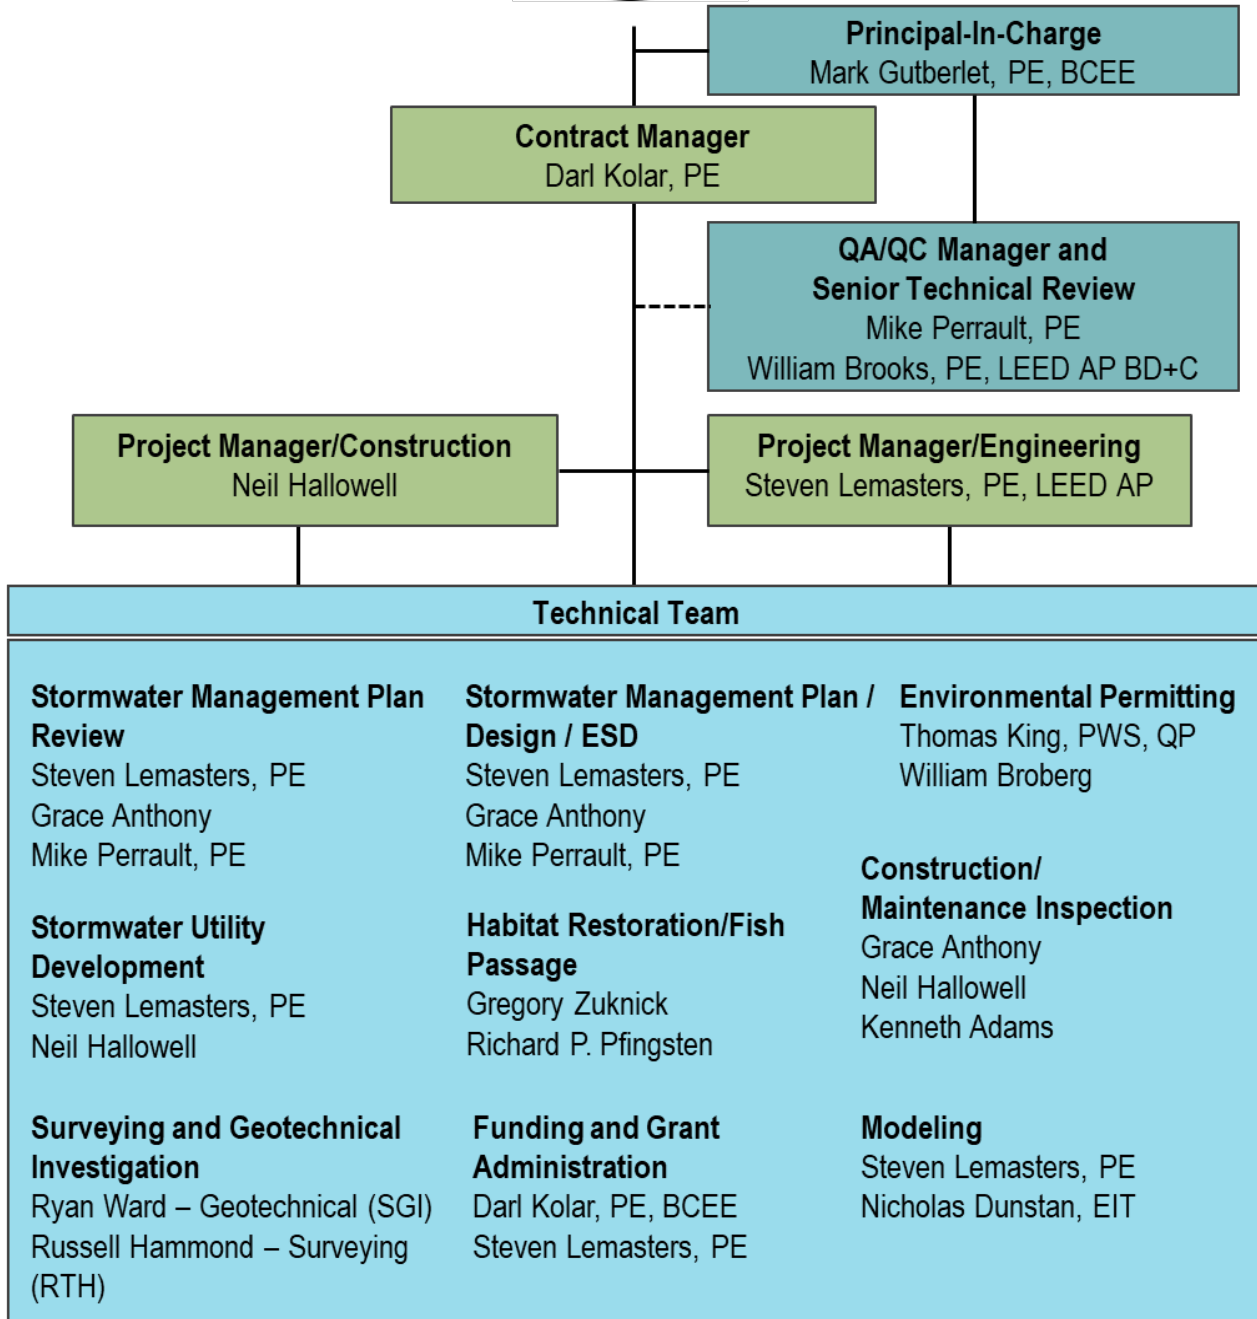 Principal-In-Charge
Mark Gutberlet, PE, BCEE
Contract Manager
Darl Kolar, PE
QA/QC Manager and
Senior Technical Review
Mike Perrault, PE
William Brooks, PE, LEED AP BD+C
Project Manager/Construction
Neil Hallowell
Project Manager/Engineering
Steven Lemasters, PE, LEED AP
Technical Team
Stormwater Management Plan
Review
Steven Lemasters, PE
Grace Anthony
Mike Perrault, PE
Stormwater Utility
Development
Steven Lemasters, PE
Neil Hallowell
Surveying and Geotechnical
Investigation
Ryan Ward – Geotechnical (SGI)
Russell Hammond – Surveying
(RTH)
Stormwater Management Plan /
Design / ESD
Steven Lemasters, PE
Grace Anthony
Mike Perrault, PE
Habitat Restoration/Fish
Passage
Gregory Zuknick
Richard P. Pfingsten
Funding and Grant
Administration
Darl Kolar, PE, BCEE
Steven Lemasters, PE
Environmental Permitting
Thomas King, PWS, QP
William Broberg
Construction/
Maintenance Inspection
Grace Anthony
Neil Hallowell
Kenneth Adams
Modeling
Steven Lemasters, PE
Nicholas Dunstan, EIT